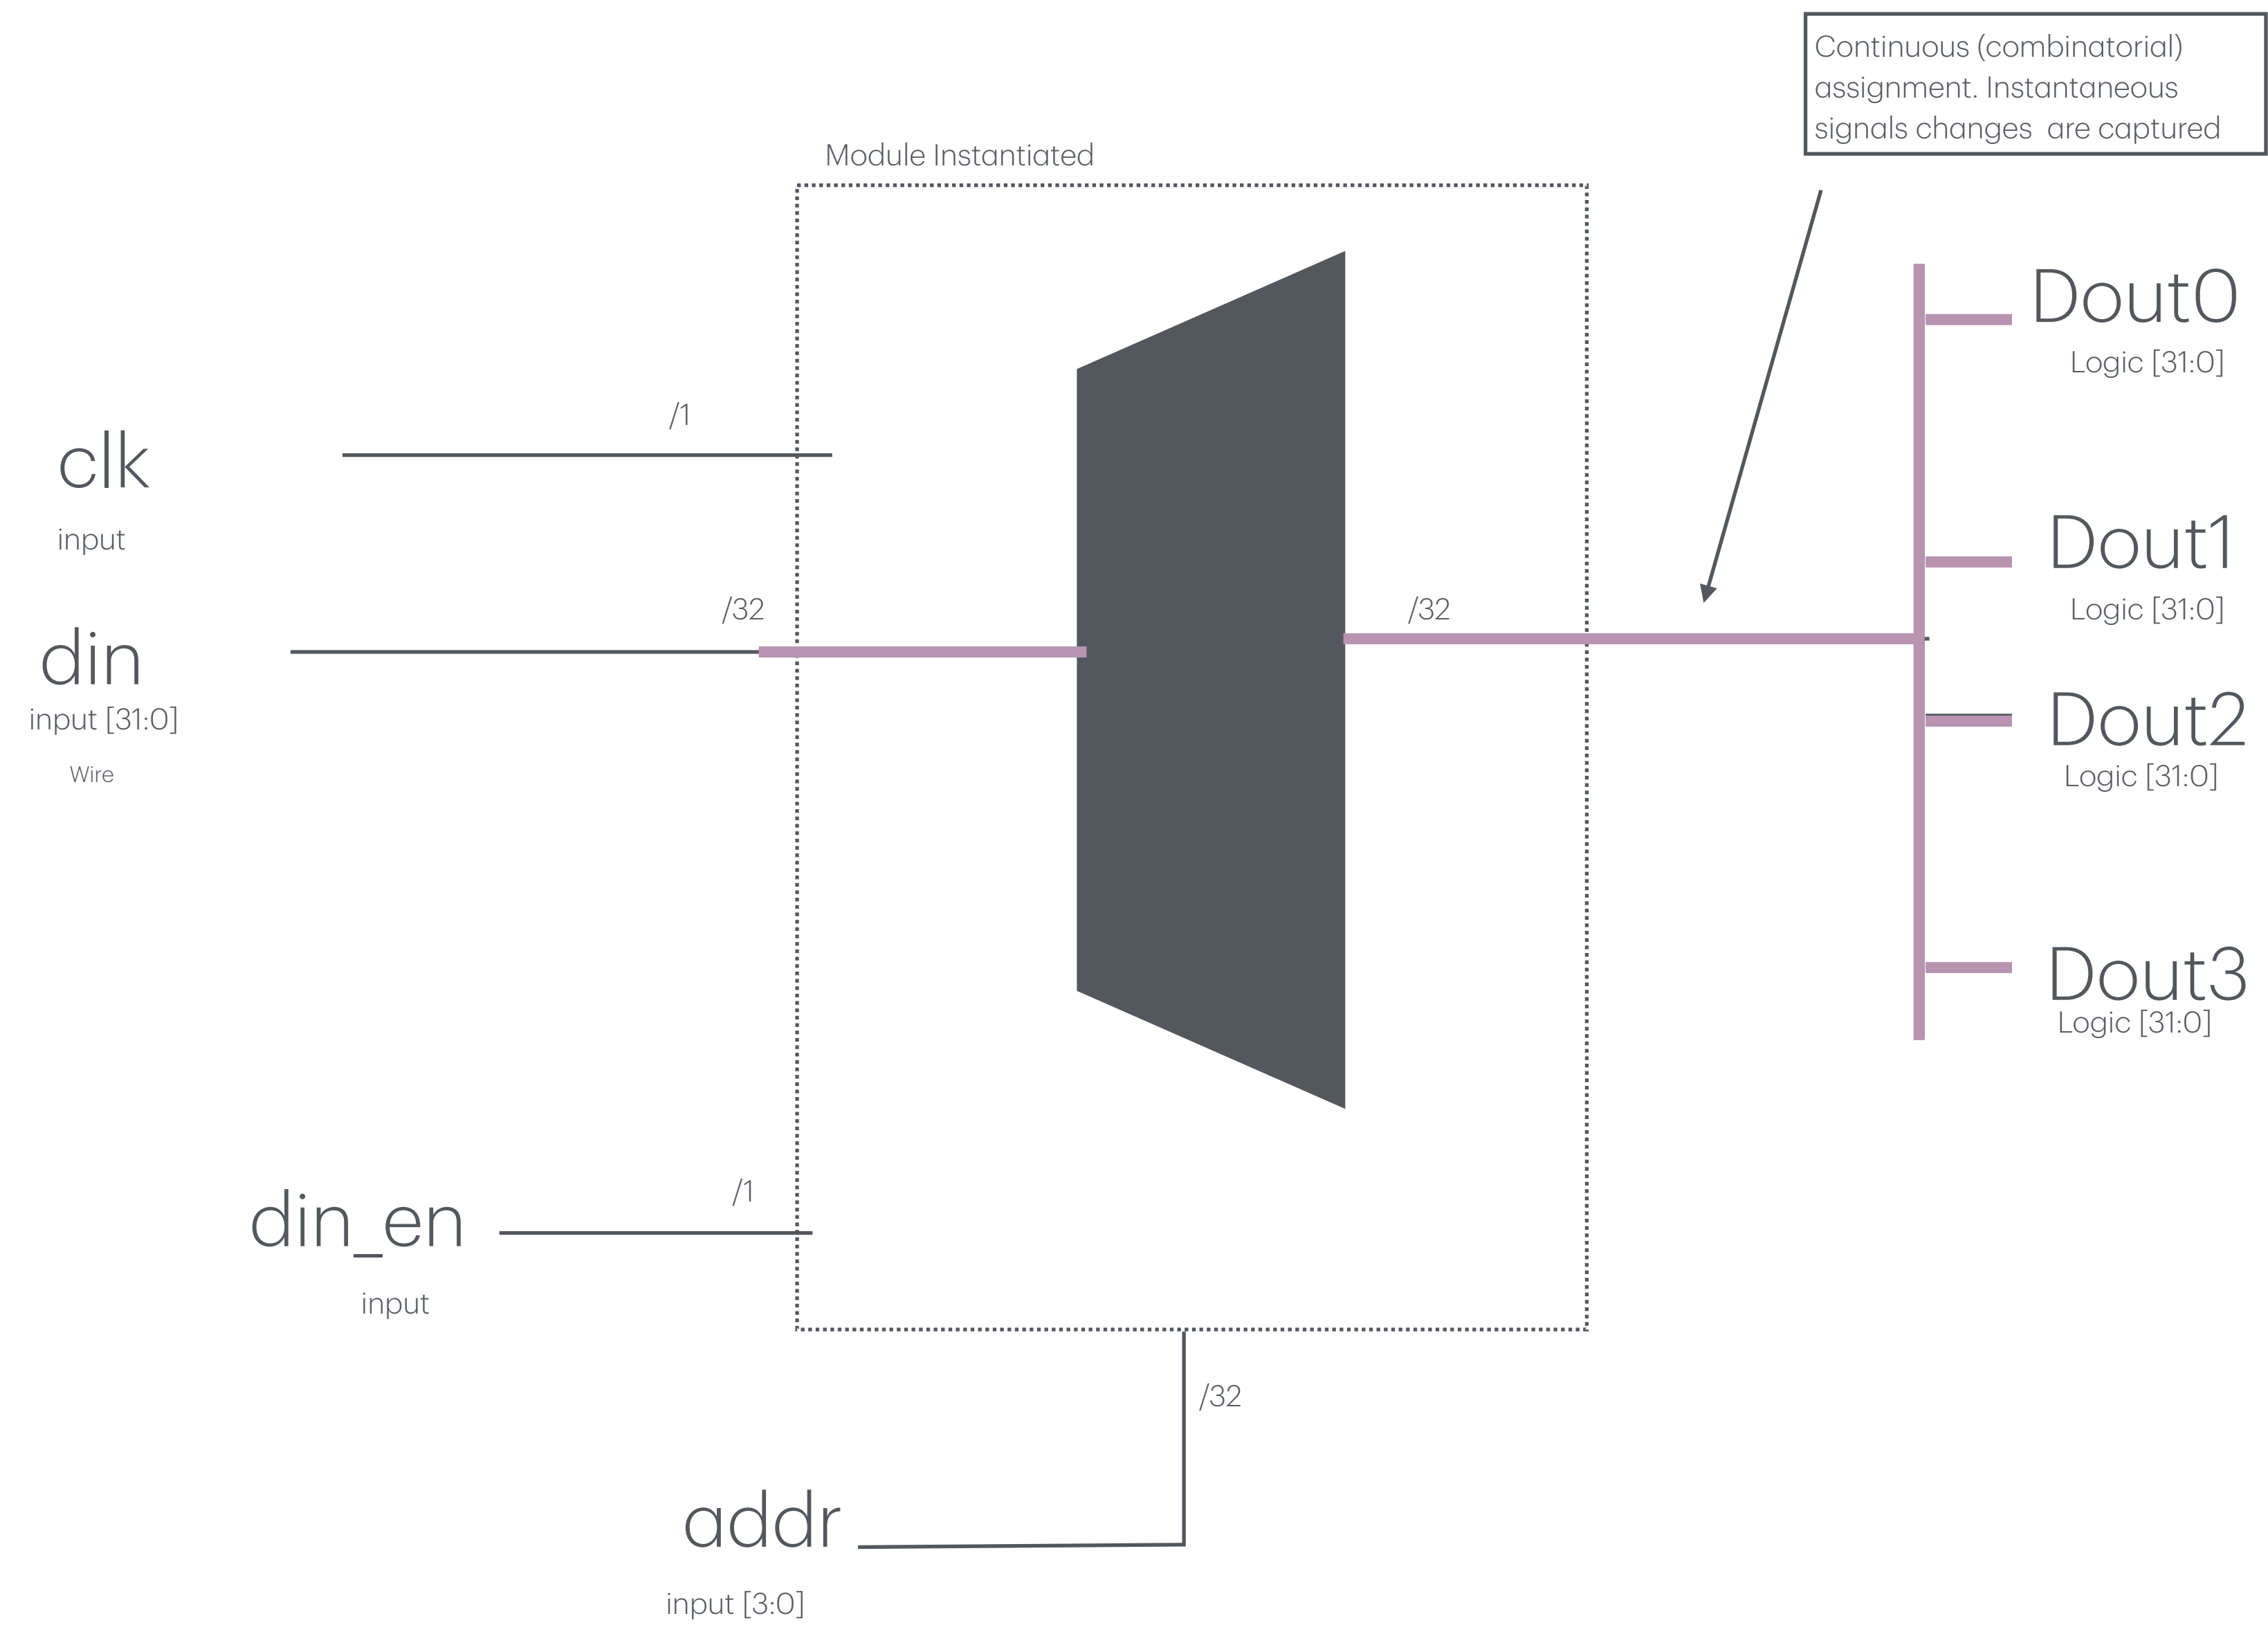 Continuous (combinatorial)
assignment. Instantaneous
signals changes  are captured
Module Instantiated
Dout0
Logic [31:0]
/1
clk
input
Dout1
Logic [31:0]
/32
/32
din
input [31:0]
Wire
Dout2
Logic [31:0]
Dout3
Logic [31:0]
/1
din_en
input
/32
addr
input [3:0]